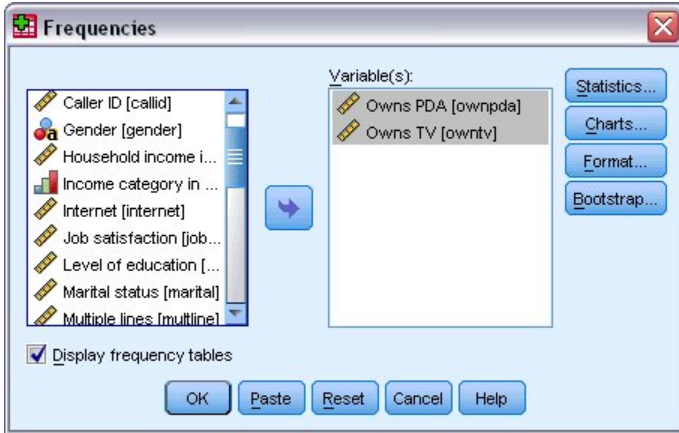 Frequencies
Variable(s):
Caller ID [callid]
Gender [gender]
Household income i...
Income category in ...
Internet [internet]
Job satisfaction [job...
Level of education [...
Marital status [marital]
Multiple lines [multline]
Owns PDA [ownpda]
Owns TV [owntv]
Statistics...
Charts...
Format...
Bootstrap...
Display frequency tables
OK
Paste
Reset
Cancel
Help